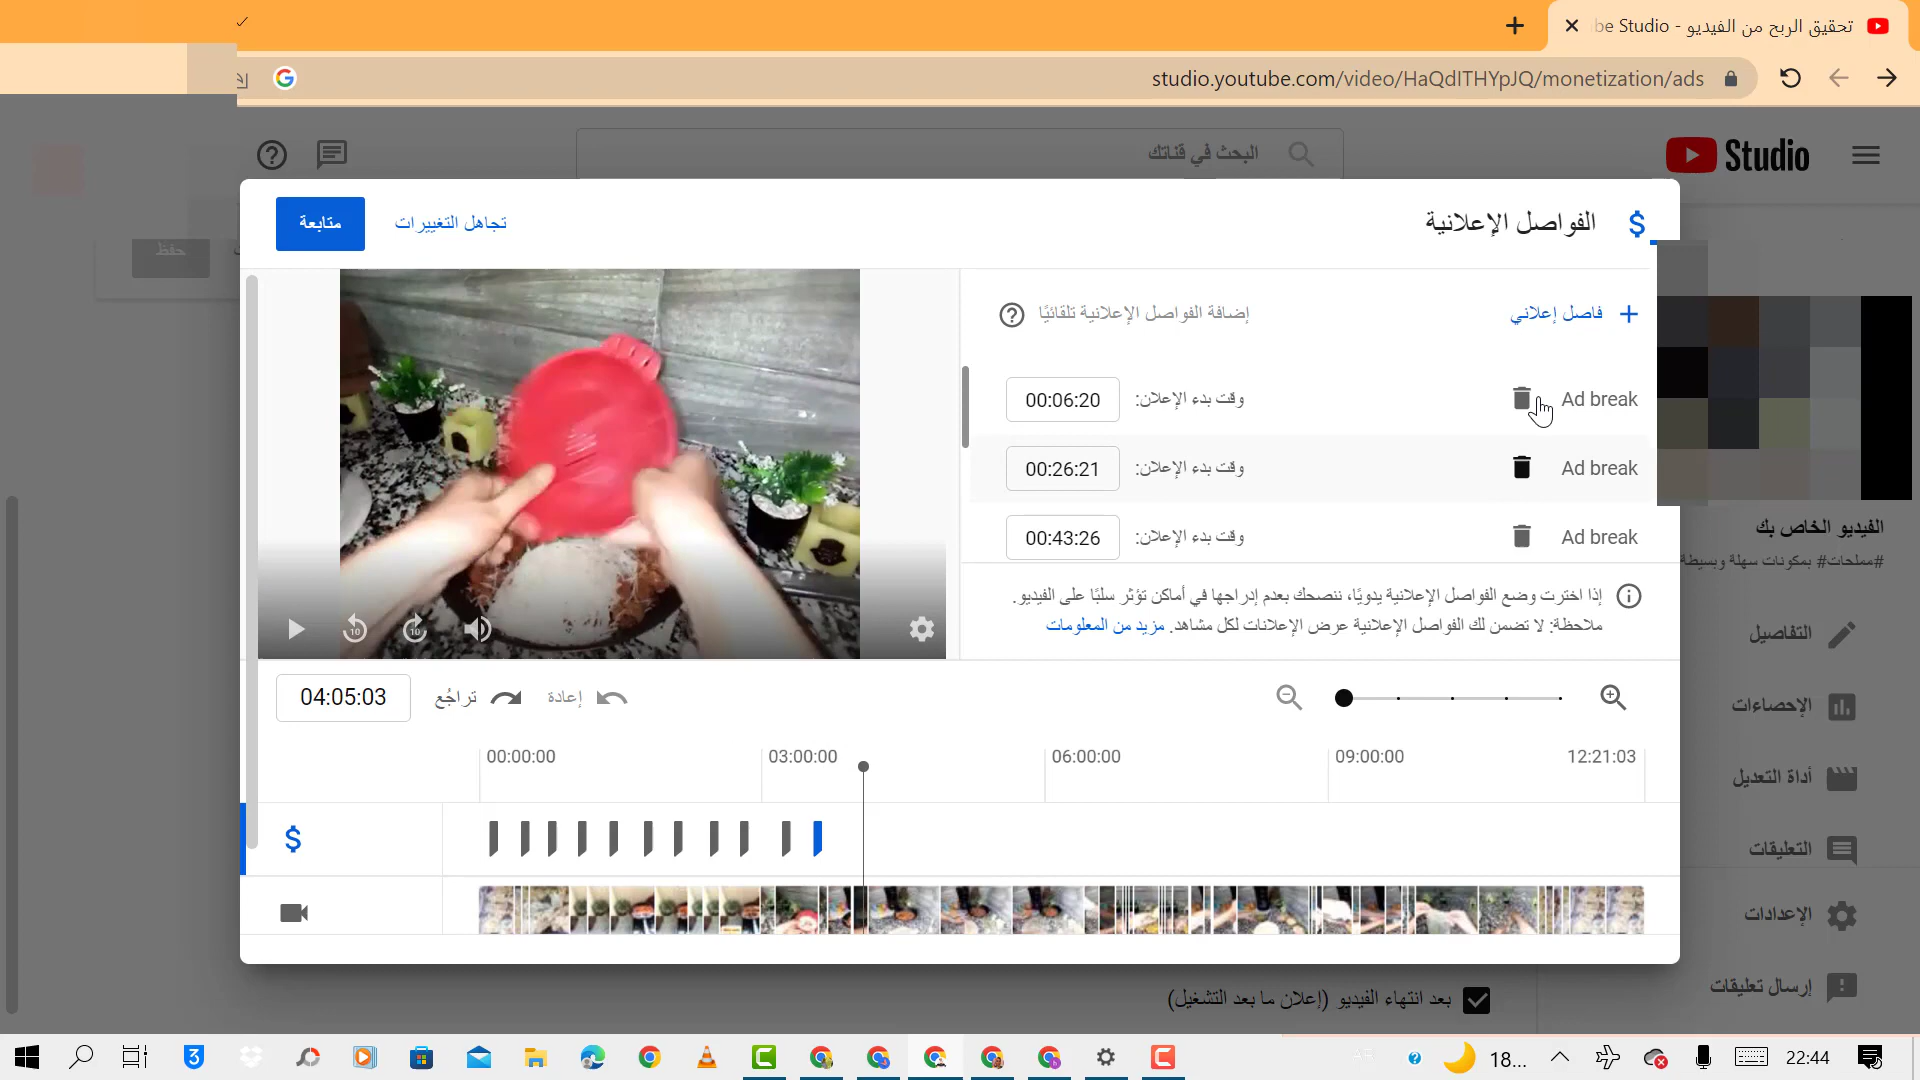 تحقيق الربح من الفيديو - be Studio
studio.youtube.com/video/HaQdITHYpJQ/monetization/ads
Studio
البحث في قناتك
الفواصل الإعلانية
تجاهل التغييرات
متابعة
حفظ
فاصل إعلاني
إضافة الفواصل الإعلانية تلقائيًا
Ad break
وقت بدء الإعلان:
00:06:20
Ad break
وقت بدء الإعلان:
00:26:21
Ad break
وقت بدء الإعلان:
00:43:26
إذا اخترت وضع الفواصل الإعلانية يدويًا، ننصحك بعدم إدراجها في أماكن تؤثر سلبًا على الفيديو.
ملاحظة: لا تضمن لك الفواصل الإعلانية عرض الإعلانات لكل مشاهد. مزيد من المعلومات
10
10
04:05:03
تراجُع
إعادة
00:00:00
03:00:00
06:00:00
09:00:00
12:21:03
الفيديو الخاص بك
#مملحات# بمكونات سهلة وبسيطة
التفاصيل
الإحصاءات
أداة التعديل
التعليقات
الإعدادات
إرسال تعليقات
بعد انتهاء الفيديو (إعلان ما بعد التشغيل)
18...
22:44